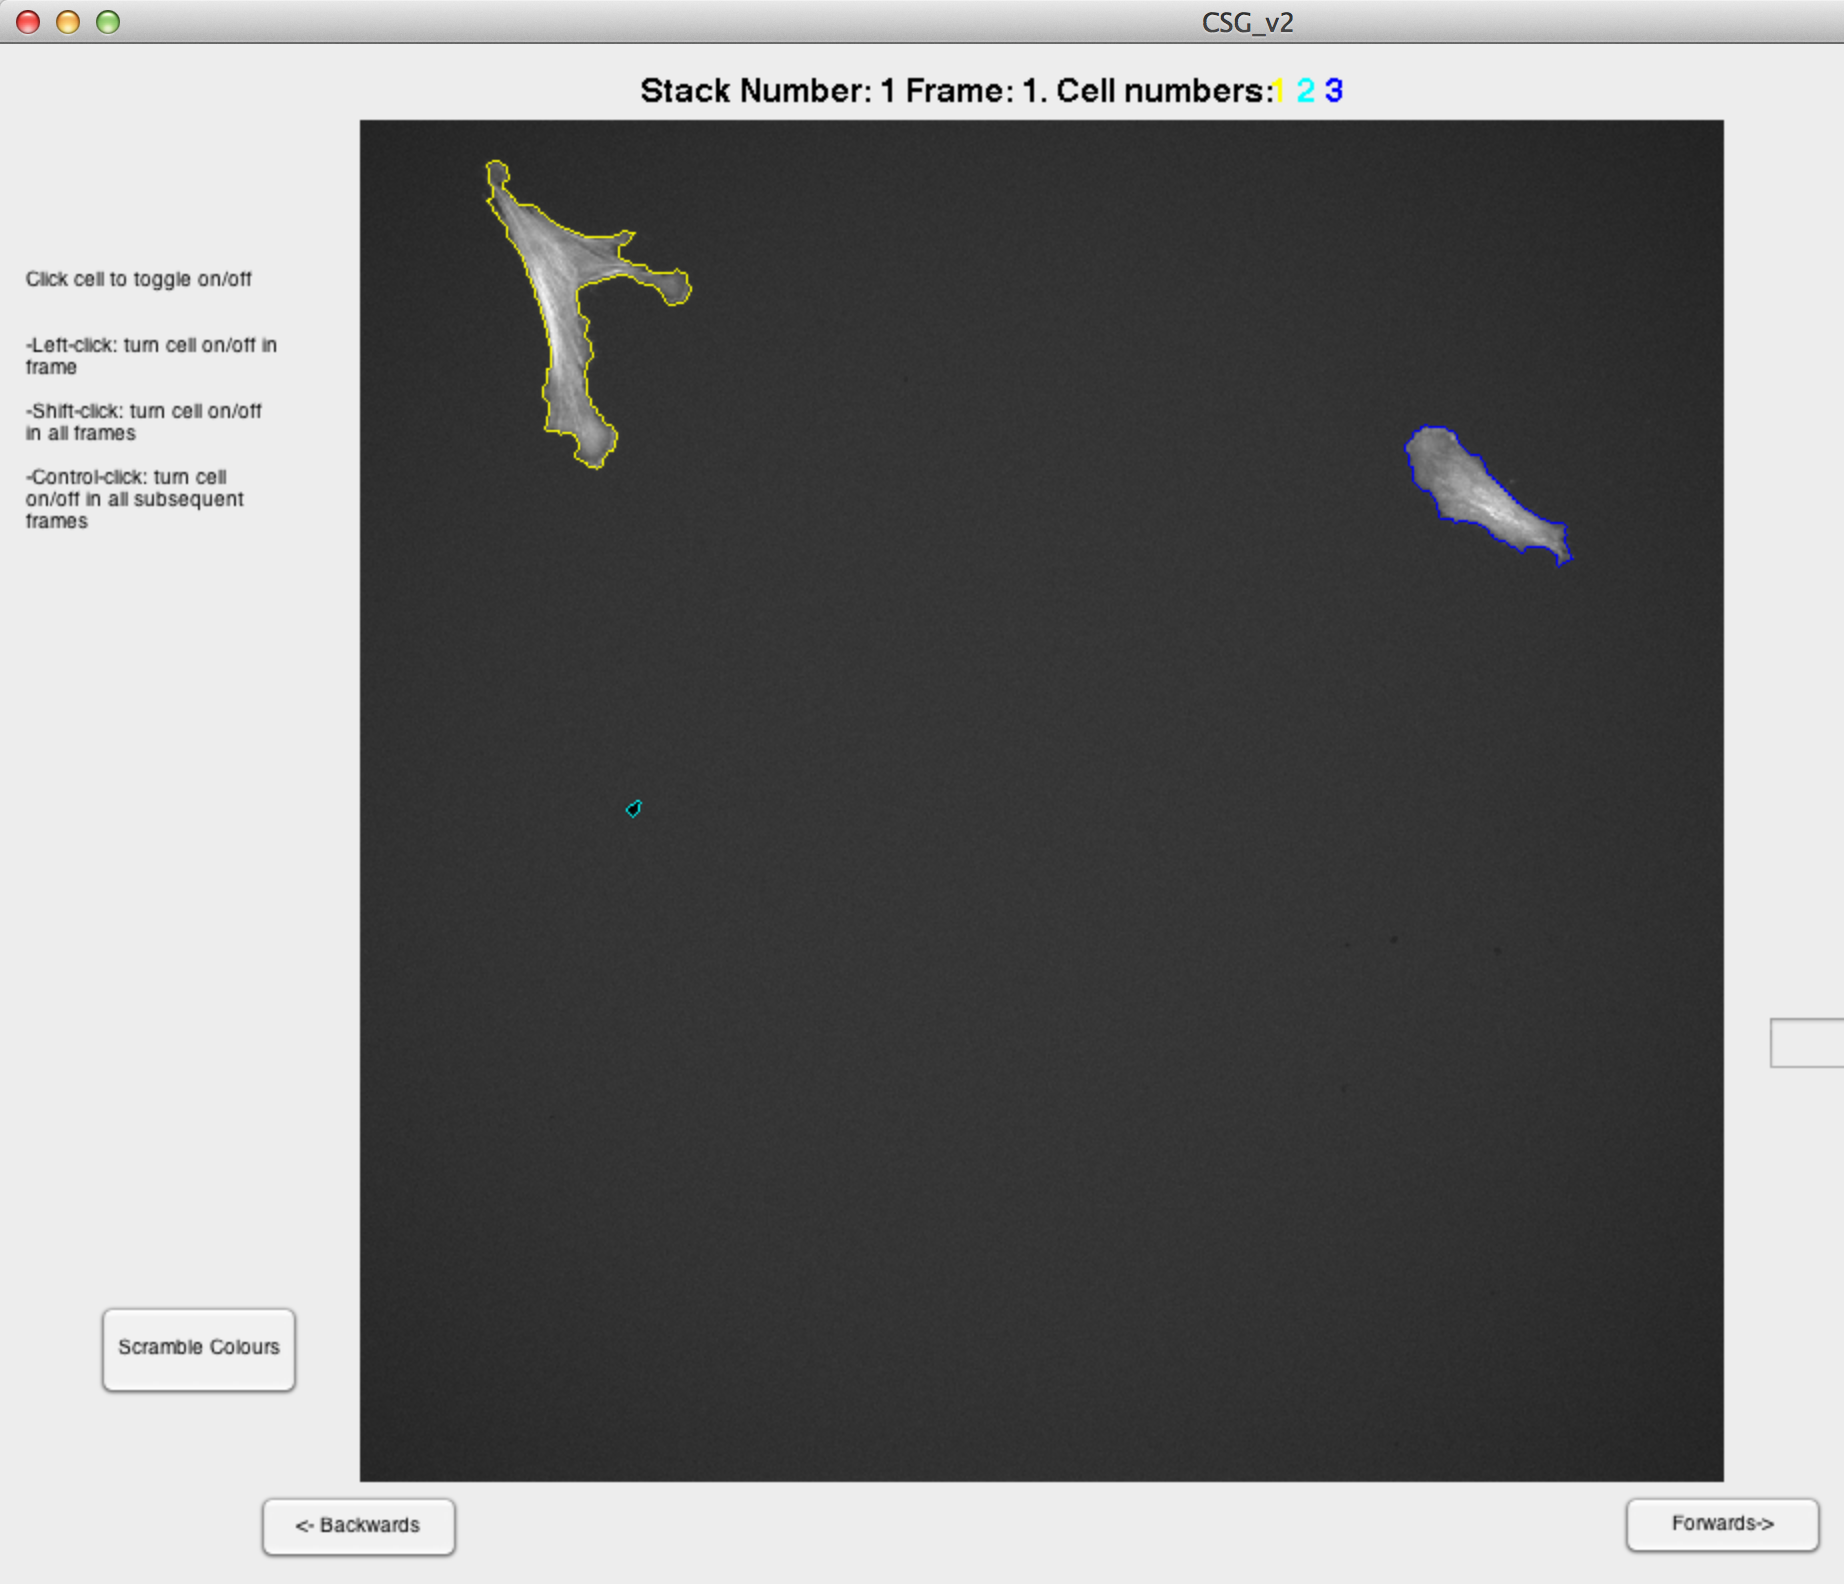 CSG_v2
Stack Number: 1 Frame: 1. Cell numbers:1 2 3
Click cell to toggle on/off
-Left-click: turn cell on/off in
frame
-Shift-click: turn cell on/off
in all frames
-Control-click: turn cell
on/off in all subsequent
frames
Scramble Colours
<- Backwards
Forwards->